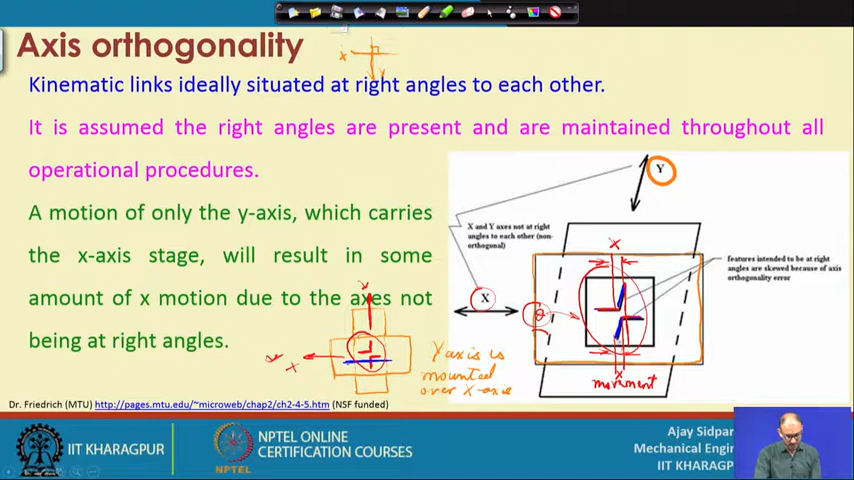 Axis orthogonality
X
Y
Kinematic links ideally situated at right angles to each other.
It is assumed the right angles are present and are maintained throughout all
operational procedures.
A motion of only the y-axis, which carries
the x-axis stage, will result in some
amount of x motion due to the axes not
being at right angles.
Y
X and Y axes not at right
angles to each other (non-
orthogonal)
X
features intended to be at right
angles are skewed because of axis
orthogonality error
X
X
movement
X
Y axis is
mounted
over X-axis
Dr. Friedrich (MTU) http://pages.mtu.edu/~microweb/chap2/ch2-4-5.htm (NSF funded)
IIT KHARAGPUR
NPTEL
NPTEL ONLINE
CERTIFICATION COURSES
Ajay Sidpar
Mechanical Engi
IIT KHARAGP